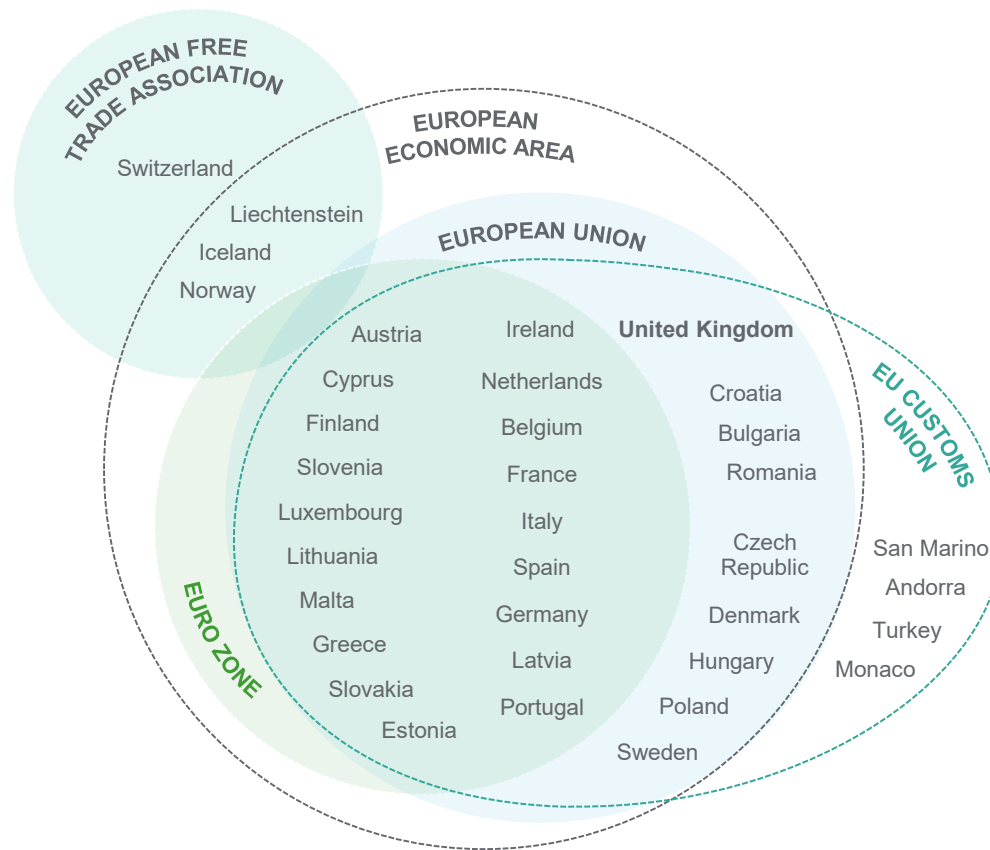 EUROPEAN FREE
TRADE ASSOCIATION
Switzerland
Liechtenstein
Iceland
Norway
EUROPEAN
ECONOMIC AREA
EUROPEAN UNION
Austria
Cyprus
Finland
Slovenia
Luxembourg
Lithuania
Malta
Greece
Slovakia
Estonia
Ireland
Netherlands
Belgium
France
Italy
Spain
Germany
Latvia
Portugal
United Kingdom
Croatia
Bulgaria
Romania
Czech
Republic
Denmark
Hungary
Poland
Sweden
EURO ZONE
EU CUSTOMS
UNION
San Marino
Andorra
Turkey
Monaco